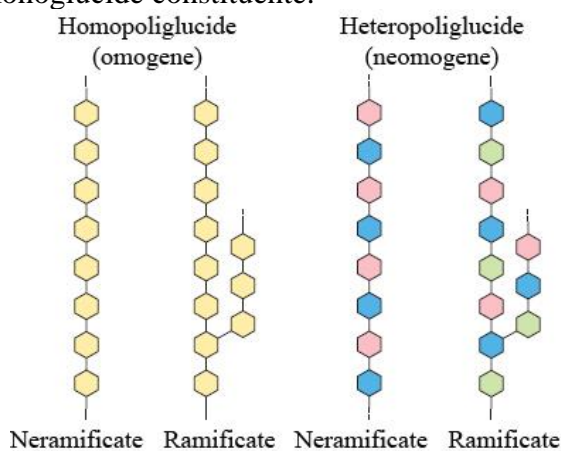 Homopoliglucide Heteropoliglucide
(omogene) (neomogene)
Neramificate Ramificate Neramificate Ramificate